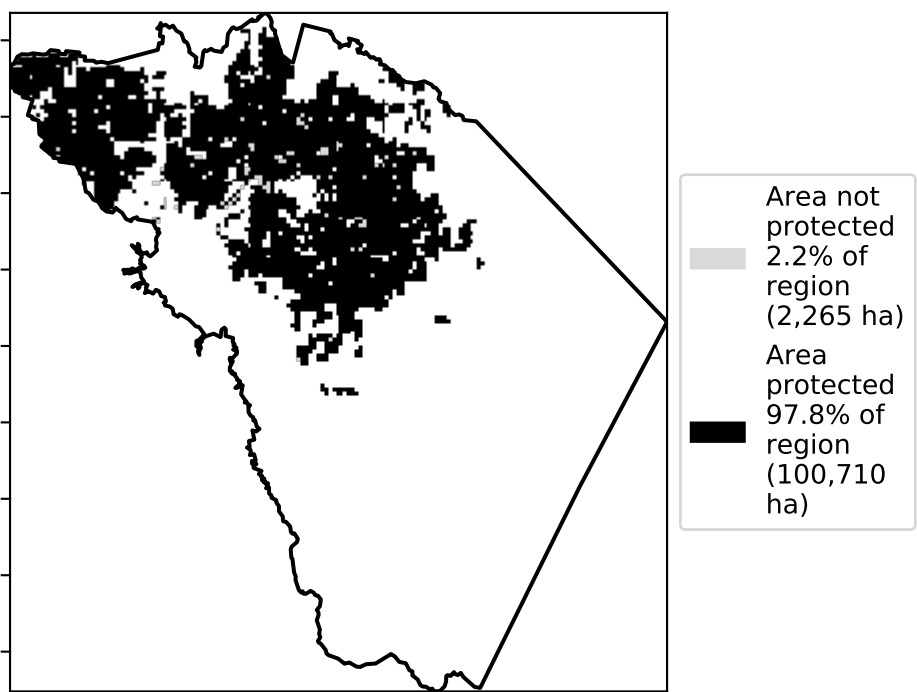 Area not
protected
2.2% of
region
(2,265 ha)
Area
protected
97.8% of
region
(100,710
ha)